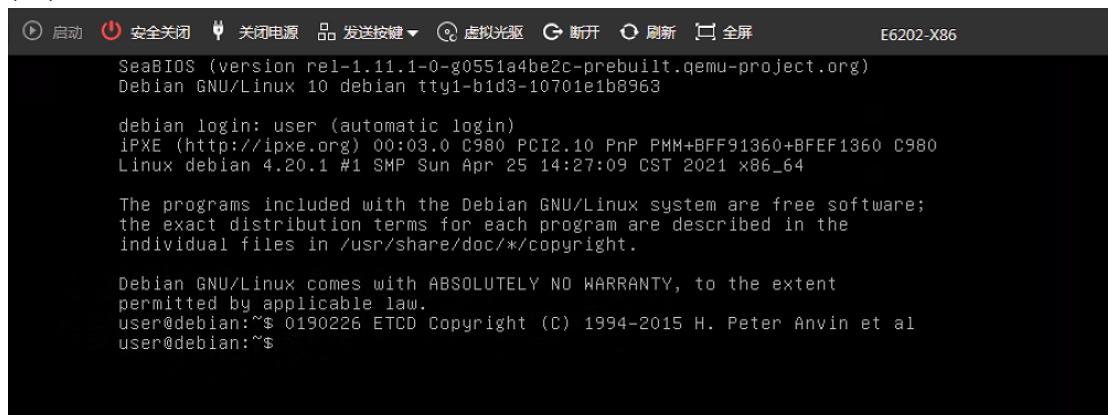 启动 安全关闭 关闭电源 发送按键 虚拟光驱 断开 刷新 全屏 E6202-X86
SeaBIOS (version rel-1.11.1-0-g0551a4be2c-prebuilt.qemu-project.org)
Debian GNU/Linux 10 debian tty1-b1d3-10701e1b8963
debian login: user (automatic login)
iPXE (http://ipxe.org) 00:03.0 C980 PCI2.10 PnP PMM+BFF91360+BFEF1360 C980
Linux debian 4.20.1 #1 SMP Sun Apr 25 14:27:09 CST 2021 x86_64
The programs included with the Debian GNU/Linux system are free software;
the exact distribution terms for each program are described in the
individual files in /usr/share/doc/*/copyright.
Debian GNU/Linux comes with ABSOLUTELY NO WARRANTY, to the extent
permitted by applicable law.
user@debian:~$ 0190226 ETCD Copyright (C) 1994-2015 H. Peter Anvin et al
user@debian:~$